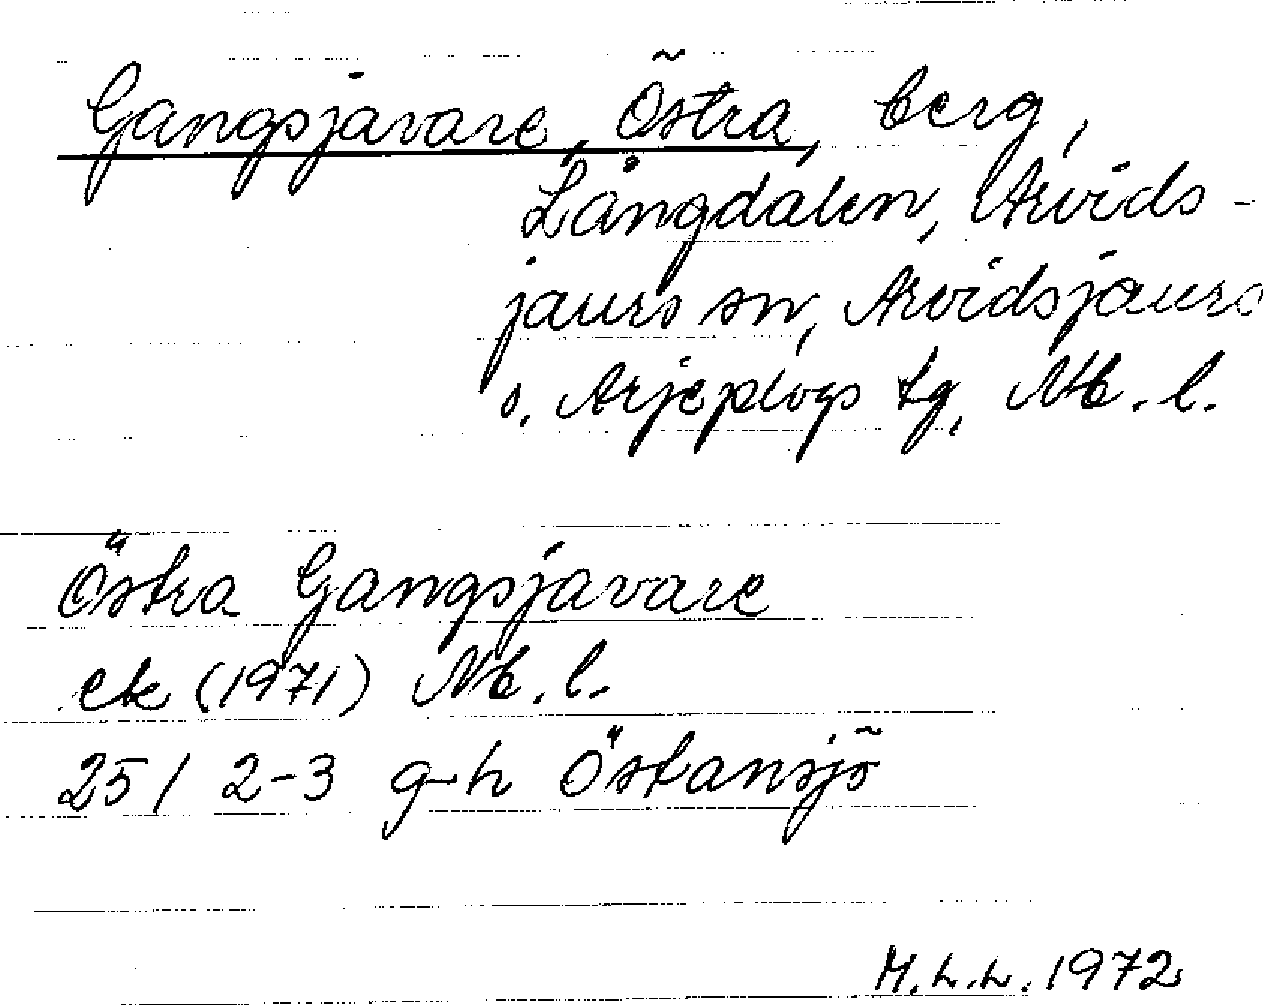 Gangsjavare, Östra, berg,
Långdalen, Arvids-
jaurs sn, Arvidsjaurs
o. Arjeplogs tg, Nb. l.
Östra Gangsjavare
ek (1971) Nb. l.
25 I 2-3 g-h Östansjö
M.L.L. 1972